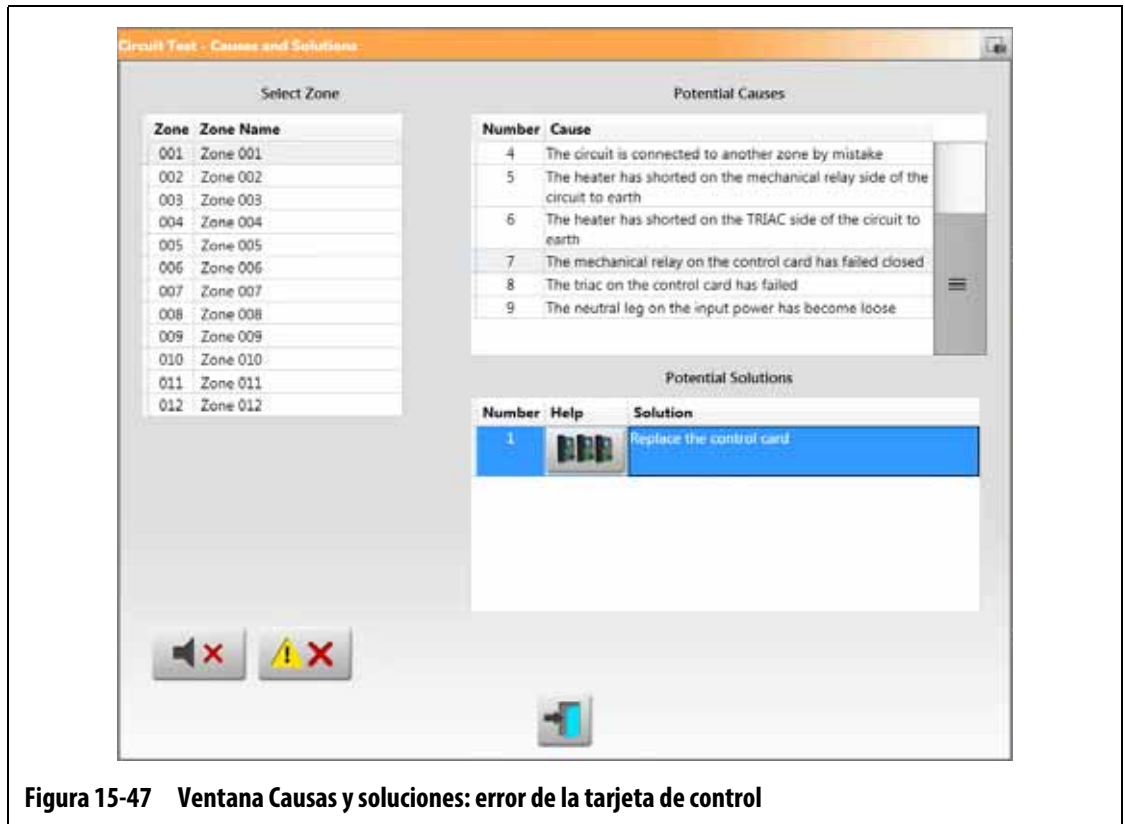 Circuit Test - Causes and Solutions
Select Zone
Zone Zone Name
001 Zone 001
002 Zone 002
003 Zone 003
004 Zone 004
005 Zone 005
006 Zone 006
007 Zone 007
008 Zone 008
009 Zone 009
010 Zone 010
011 Zone 011
012 Zone 012
Potential Causes
Number Cause
4 The circuit is connected to another zone by mistake
5 The heater has shorted on the mechanical relay side of the
circuit to earth
6 The heater has shorted on the TRIAC side of the circuit to
earth
7 The mechanical relay on the control card has failed closed
8 The triac on the control card has failed
9 The neutral leg on the input power has become loose
Potential Solutions
Number Help Solution
1 Replace the control card
Figura 15-47 Ventana Causas y soluciones: error de la tarjeta de control